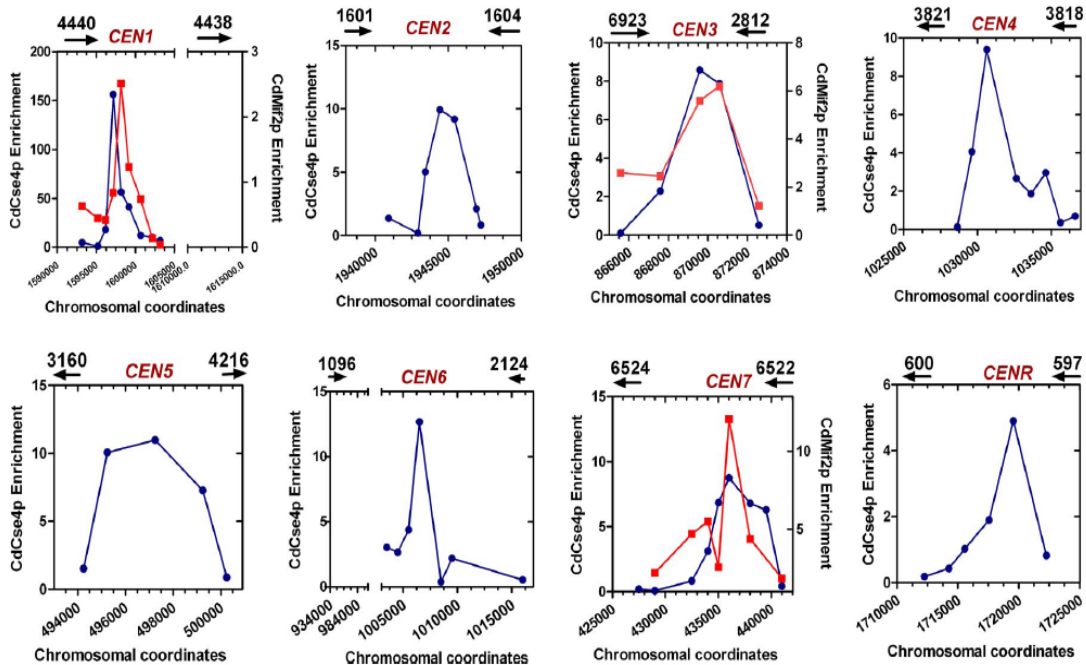 4440 CEN1 4438
CdCse4p Enrichment
200
150
100
50
0
3
2
1
0
CdMif2p Enrichment
1590000 1595000 1600000 1605000 1610000.0 1615000.0
Chromosomal coordinates
1601 CEN2 1604
CdCse4p Enrichment
15
10
5
0
1940000 1945000 1950000
Chromosomal coordinates
6923 CEN3 2812
CdCse4p Enrichment
10
8
6
4
2
0
8
6
4
2
0
CdMif2p Enrichment
866000 868000 870000 872000 874000
Chromosomal coordinates
3821 CEN4 3818
CdCse4p Enrichment
10
8
6
4
2
0
1025000 1030000 1035000
Chromosomal coordinates
3160 CEN5 4216
CdCse4p Enrichment
15
10
5
0
494000 496000 498000 500000
Chromosomal coordinates
1096 CEN6 2124
CdCse4p Enrichment
15
10
5
0
934000 984000 1005000 1010000 1015000
Chromosomal coordinates
6524 CEN7 6522
CdCse4p Enrichment
15
10
5
0
10
5
CdMif2p Enrichment
425000 430000 435000 440000
Chromosomal coordinates
600 CENR 597
CdCse4p Enrichment
6
4
2
0
1710000 1715000 1720000 1725000
Chromosomal coordinates